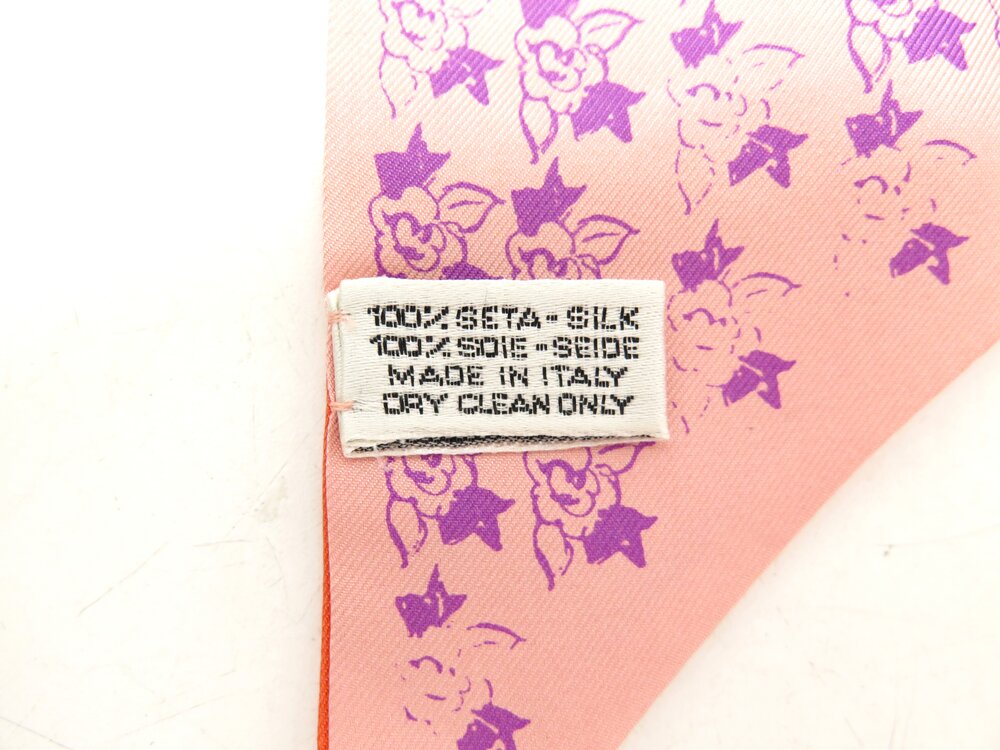 100% SETA - SILK
100% SOIE - SEIDE
MADE IN ITALY
DRY CLEAN ONLY